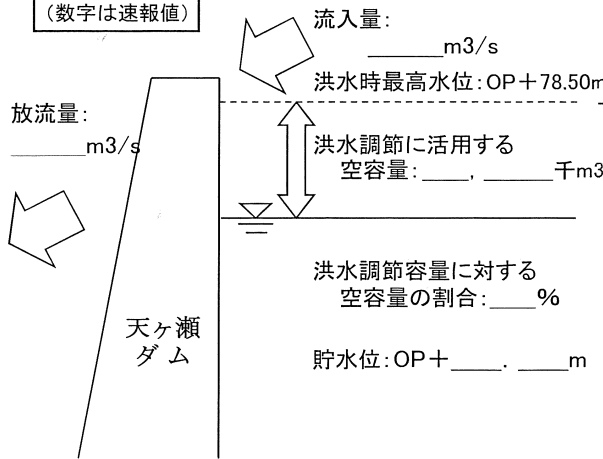 (数字は速報値)
流入量:
______m3/s
洪水時最高水位:OP+78.50m
放流量:
______m3/s
洪水調節に活用する
空容量:____,______千m3
洪水調節容量に対する
空容量の割合:____%
天ヶ瀬
ダム
貯水位:OP+____.____m